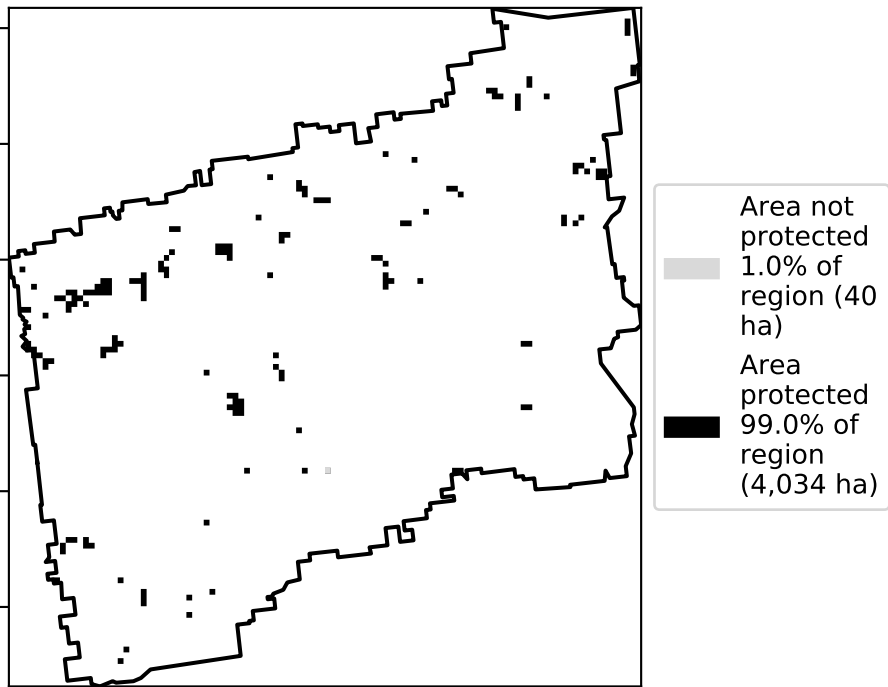 Area not
protected
1.0% of
region (40
ha)
Area
protected
99.0% of
region
(4,034 ha)